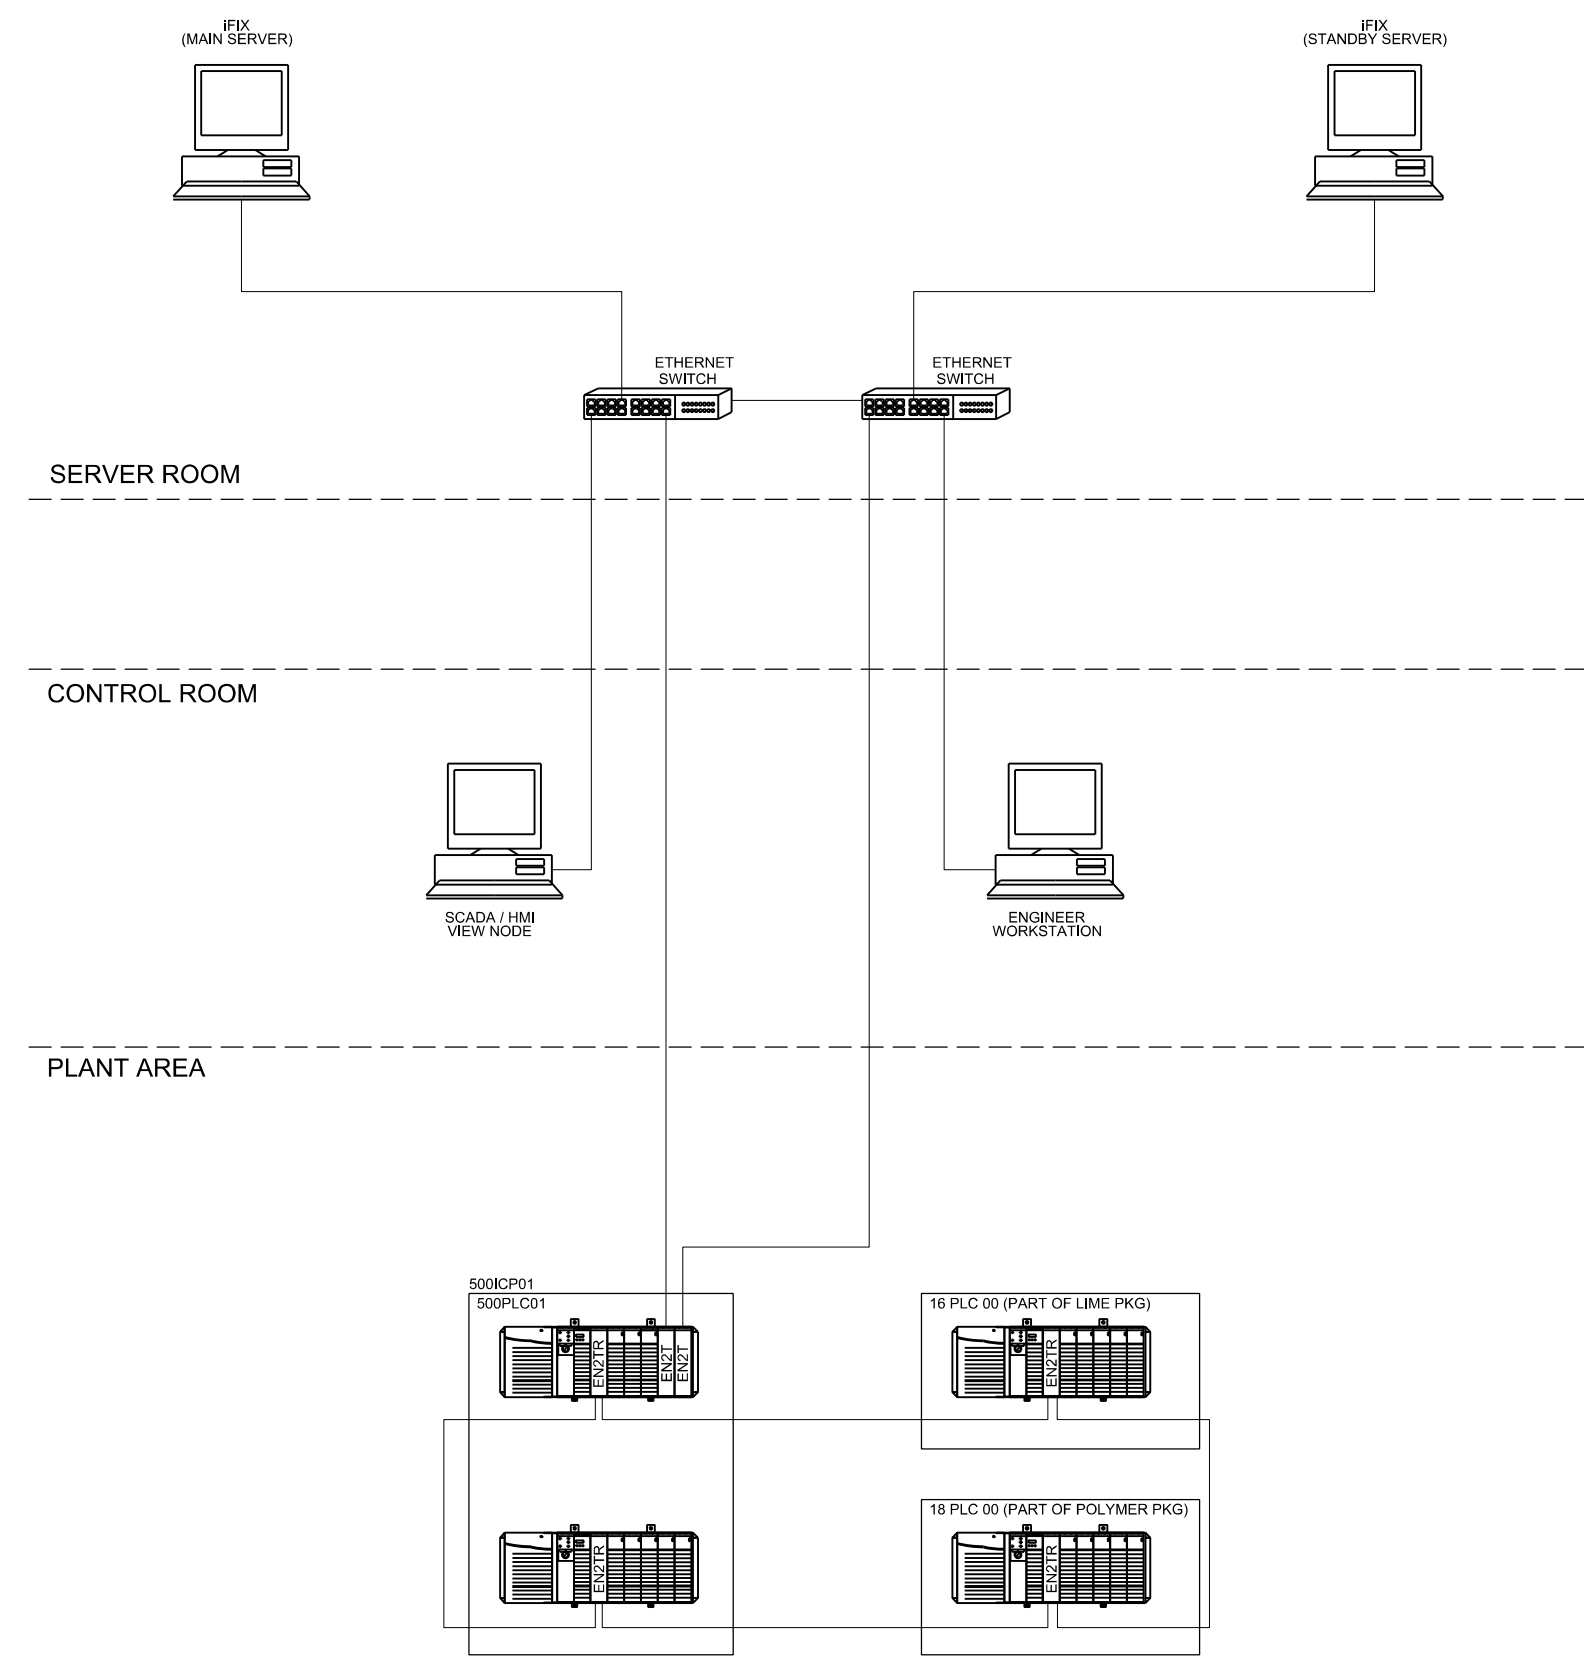 iFIX
(MAIN SERVER)
iFIX
(STANDBY SERVER)
ETHERNET
SWITCH
ETHERNET
SWITCH
SERVER ROOM
CONTROL ROOM
SCADA / HMI
VIEW NODE
ENGINEER
WORKSTATION
PLANT AREA
500ICP01
500PLC01
EN2TR
EN2T
EN2T
16 PLC 00 (PART OF LIME PKG)
EN2TR
EN2TR
18 PLC 00 (PART OF POLYMER PKG)
EN2TR